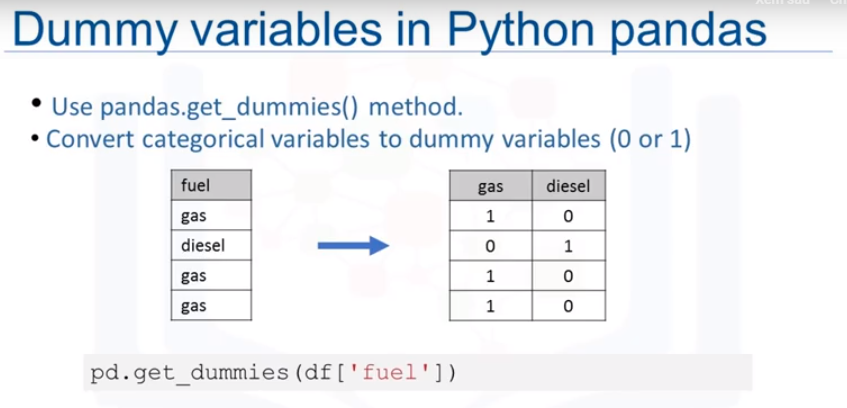 Dummy variables in Python pandas
• Use pandas.get_dummies() method.
• Convert categorical variables to dummy variables (0 or 1)
fuel
gas
diesel
gas
gas
gas diesel
1 0
0 1
1 0
1 0
pd.get_dummies(df['fuel'])